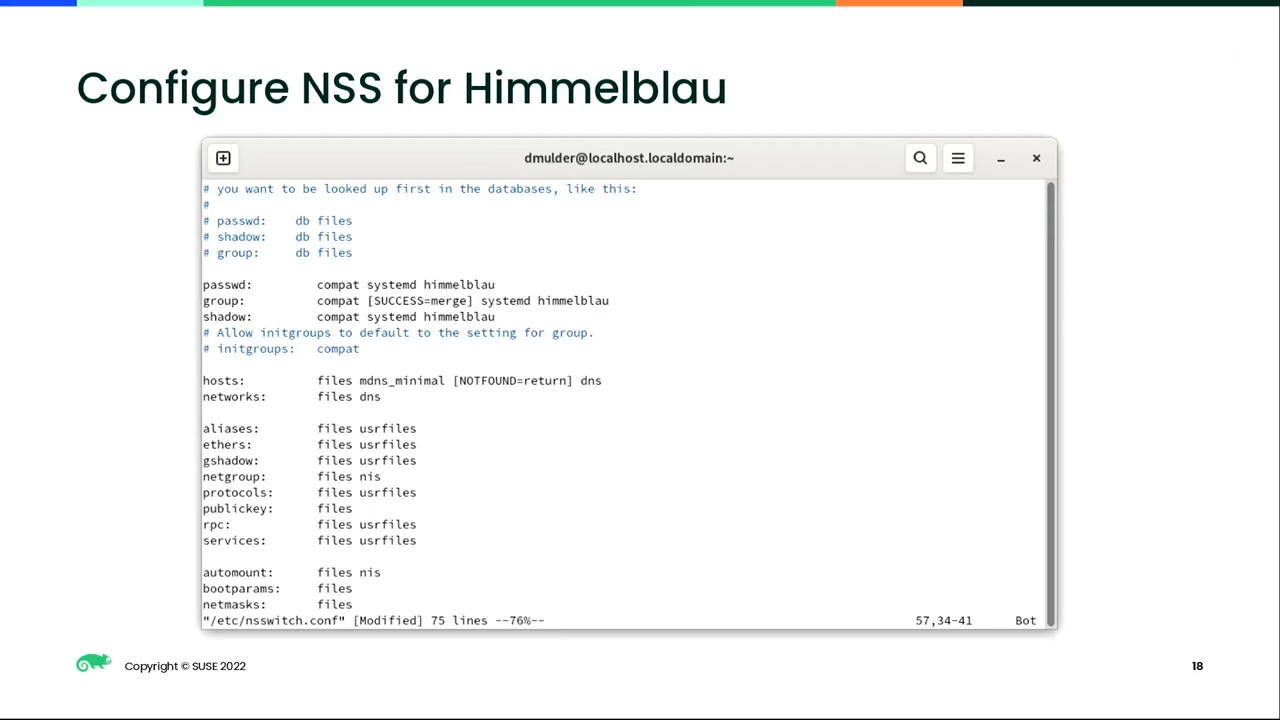 Configure NSS for Himmelblau
dmulder@localhost.localdomain:~
# you want to be looked up first in the databases, like this:
#
# passwd:    db files
# shadow:    db files
# group:     db files
passwd:         compat systemd himmelblau
group:          compat [SUCCESS=merge] systemd himmelblau
shadow:         compat systemd himmelblau
# Allow initgroups to default to the setting for group.
# initgroups:   compat
hosts:          files mdns_minimal [NOTFOUND=return] dns
networks:       files dns
aliases:        files usrfiles
ethers:         files usrfiles
gshadow:        files usrfiles
netgroup:       files nis
protocols:      files usrfiles
publickey:      files
rpc:            files usrfiles
services:       files usrfiles
automount:      files nis
bootparams:     files
netmasks:       files
"/etc/nsswitch.conf" [Modified] 75 lines --76%-- 57,34-41 Bot
Copyright © SUSE 2022
18